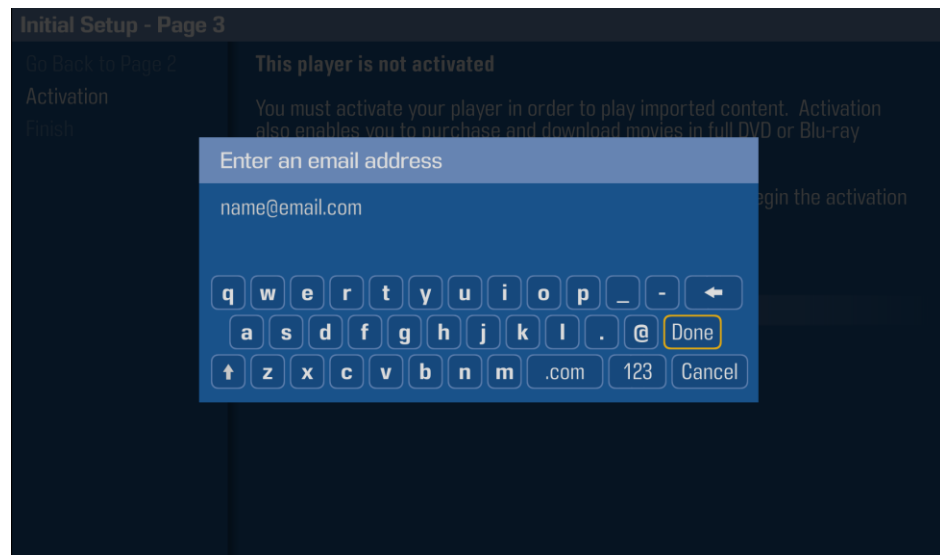 Initial Setup - Page 3
Go Back to Page 2
Activation
Finish
This player is not activated
You must activate your player in order to play imported content. Activation
also enables you to purchase and download movies in full DVD or Blu-ray
egin the activation
Enter an email address
name@email.com
q w e r t y u i o p _ -
a s d f g h j k l . @ Done
z x c v b n m .com 123 Cancel